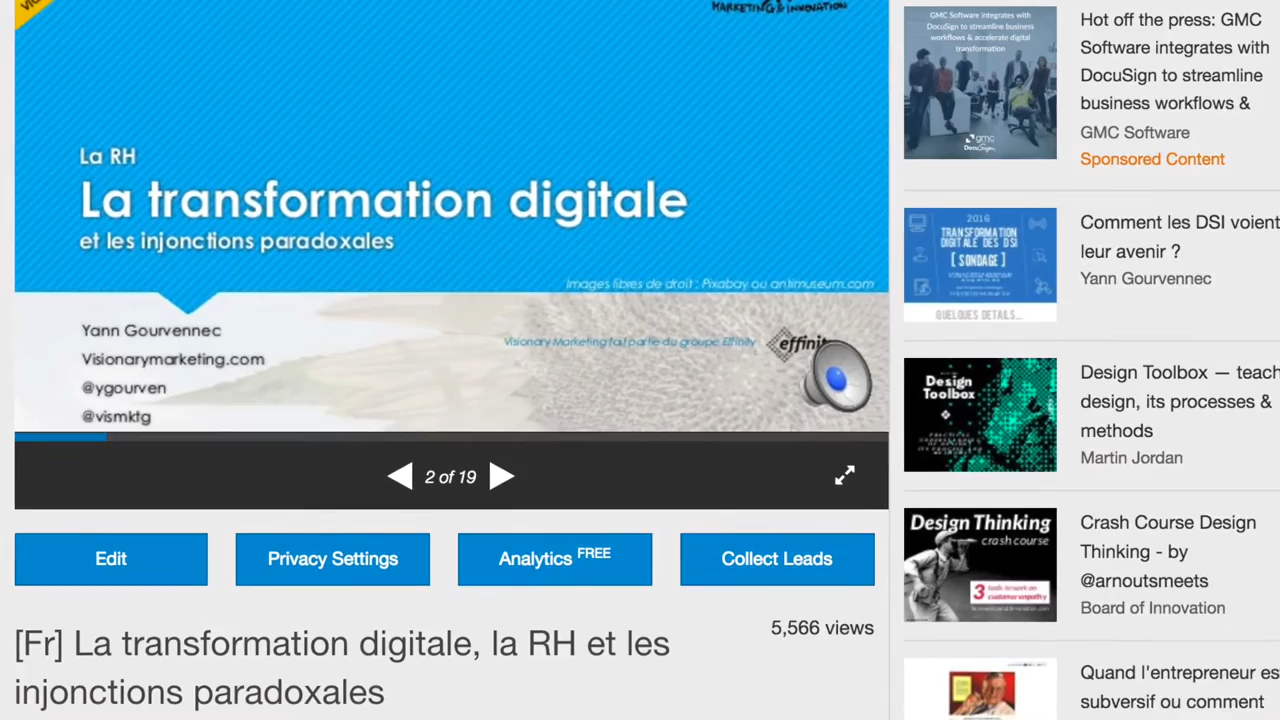 MARKETING & INNOVATION
La RH
La transformation digitale
et les injonctions paradoxales
Images libres de droit : Pixabay ou antimuseum.com
Yann Gourvennec
Visionarymarketing.com
@ygourven
@vismktg
Visionary Marketing fait partie du groupe Effinity
2 of 19
Edit
Privacy Settings
Analytics FREE
Collect Leads
5,566 views
[Fr] La transformation digitale, la RH et les
injonctions paradoxales
GMC Software integrates with
DocuSign to streamline business
workflows & accelerate digital
transformation
gmc
DocuSign
Hot off the press: GMC
Software integrates with
DocuSign to streamline
business workflows &
GMC Software
Sponsored Content
2016
TRANSFORMATION
DIGITALE DES DSI
[ SONDAGE ]
QUELQUES DETAILS...
Comment les DSI voient
leur avenir ?
Yann Gourvennec
Design
Toolbox
Design Toolbox — teach
design, its processes &
methods
Martin Jordan
Design Thinking
crash course
3
Crash Course Design
Thinking - by
@arnoutsmeets
Board of Innovation
Quand l'entrepreneur es
subversif ou comment